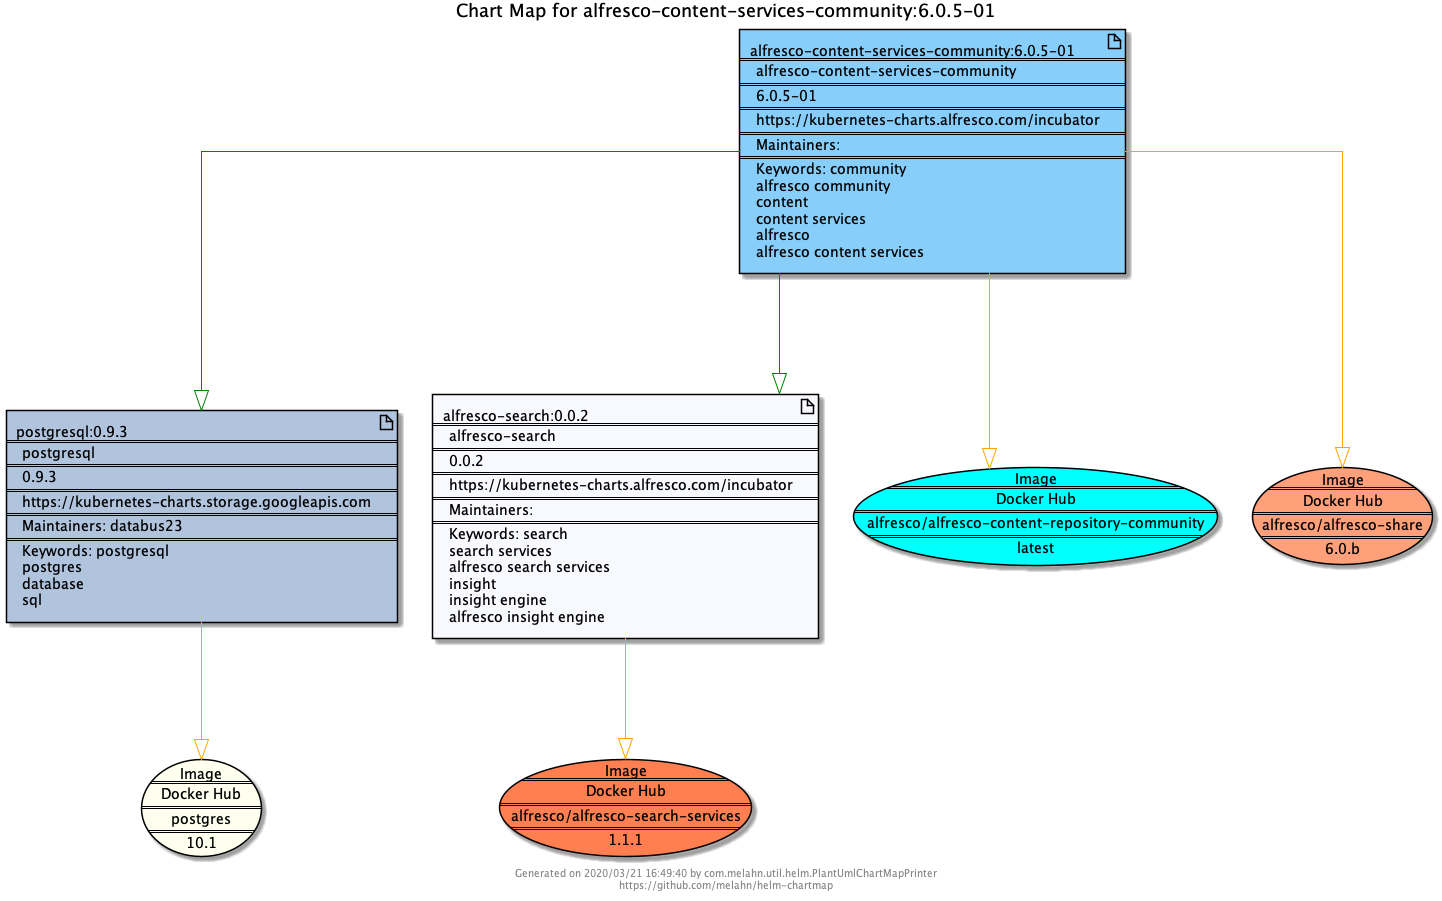 Chart Map for alfresco-content-services-community:6.0.5-01
alfresco-content-services-community:6.0.5-01
alfresco-content-services-community
6.0.5-01
https://kubernetes-charts.alfresco.com/incubator
Maintainers:
Keywords: community
alfresco community
content
content services
alfresco
alfresco content services
postgresql:0.9.3
postgresql
0.9.3
https://kubernetes-charts.storage.googleapis.com
Maintainers: databus23
Keywords: postgresql
postgres
database
sql
alfresco-search:0.0.2
alfresco-search
0.0.2
https://kubernetes-charts.alfresco.com/incubator
Maintainers:
Keywords: search
search services
alfresco search services
insight
insight engine
alfresco insight engine
Image
Docker Hub
alfresco/alfresco-content-repository-community
latest
Image
Docker Hub
alfresco/alfresco-share
6.0.b
Image
Docker Hub
postgres
10.1
Image
Docker Hub
alfresco/alfresco-search-services
1.1.1
Generated on 2020/03/21 16:49:40 by com.melahn.util.helm.PlantUmlChartMapPrinter
https://github.com/melahn/helm-chartmap